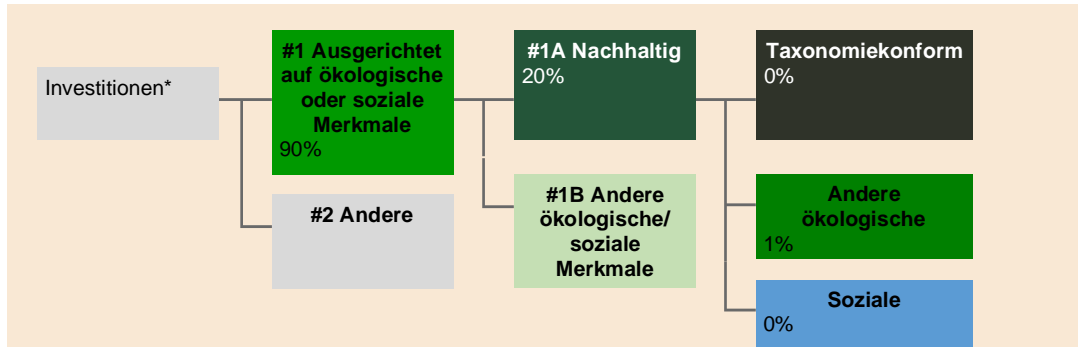 Investitionen*
#1 Ausgerichtet
auf ökologische
oder soziale
Merkmale
90%
#2 Andere
#1A Nachhaltig
20%
#1B Andere
ökologische/
soziale
Merkmale
Taxonomiekonform
0%
Andere
ökologische
1%
Soziale
0%